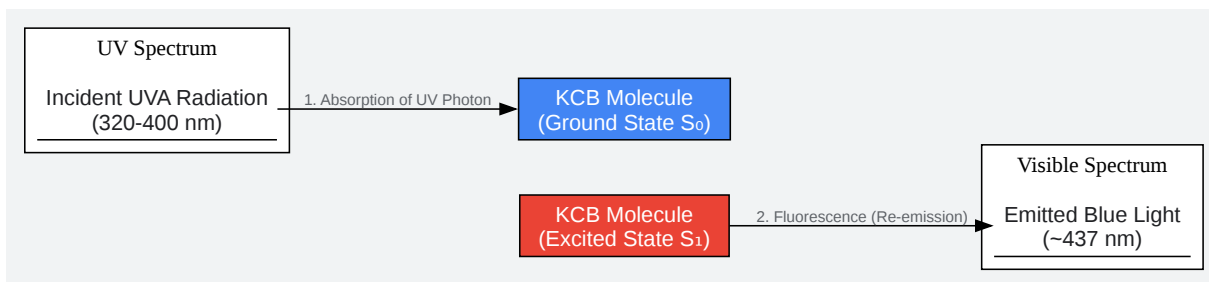 UV Spectrum
Incident UVA Radiation
(320-400 nm)
1. Absorption of UV Photon
KCB Molecule
(Ground State S₀)
KCB Molecule
(Excited State S₁)
2. Fluorescence (Re-emission)
Visible Spectrum
Emitted Blue Light
(~437 nm)